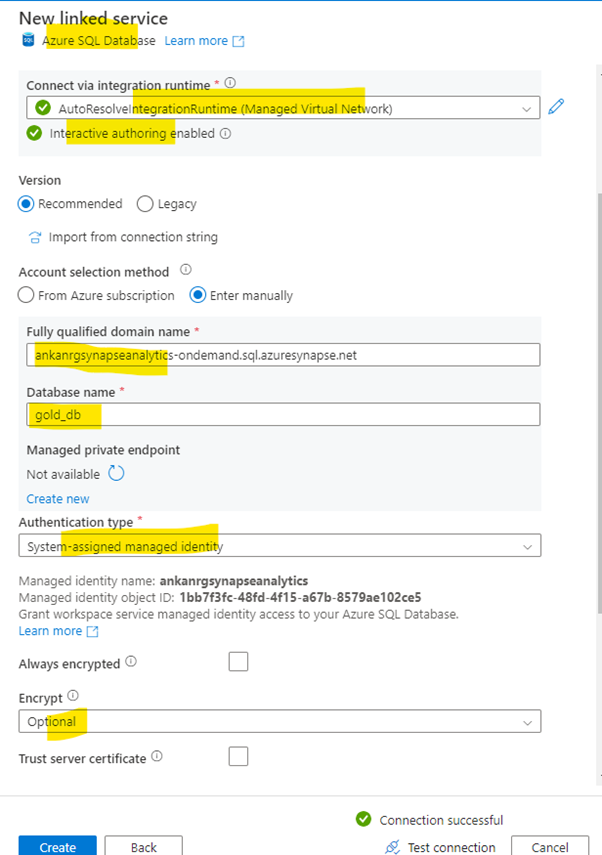 New linked service
Azure SQL Database Learn more
Connect via integration runtime *
AutoResolveIntegrationRuntime (Managed Virtual Network)
Interactive authoring enabled
Version
Recommended Legacy
Import from connection string
Account selection method
From Azure subscription Enter manually
Fully qualified domain name *
ankanrgsynapseanalytics-ondemand.sql.azuresynapse.net
Database name *
gold_db
Managed private endpoint
Not available
Create new
Authentication type *
System-assigned managed identity
Managed identity name: ankanrgsynapseanalytics
Managed identity object ID: 1bb7f3fc-48fd-4f15-a67b-8579ae102ce5
Grant workspace service managed identity access to your Azure SQL Database.
Learn more
Always encrypted
Encrypt
Optional
Trust server certificate
Connection successful
Create Back Test connection Cancel